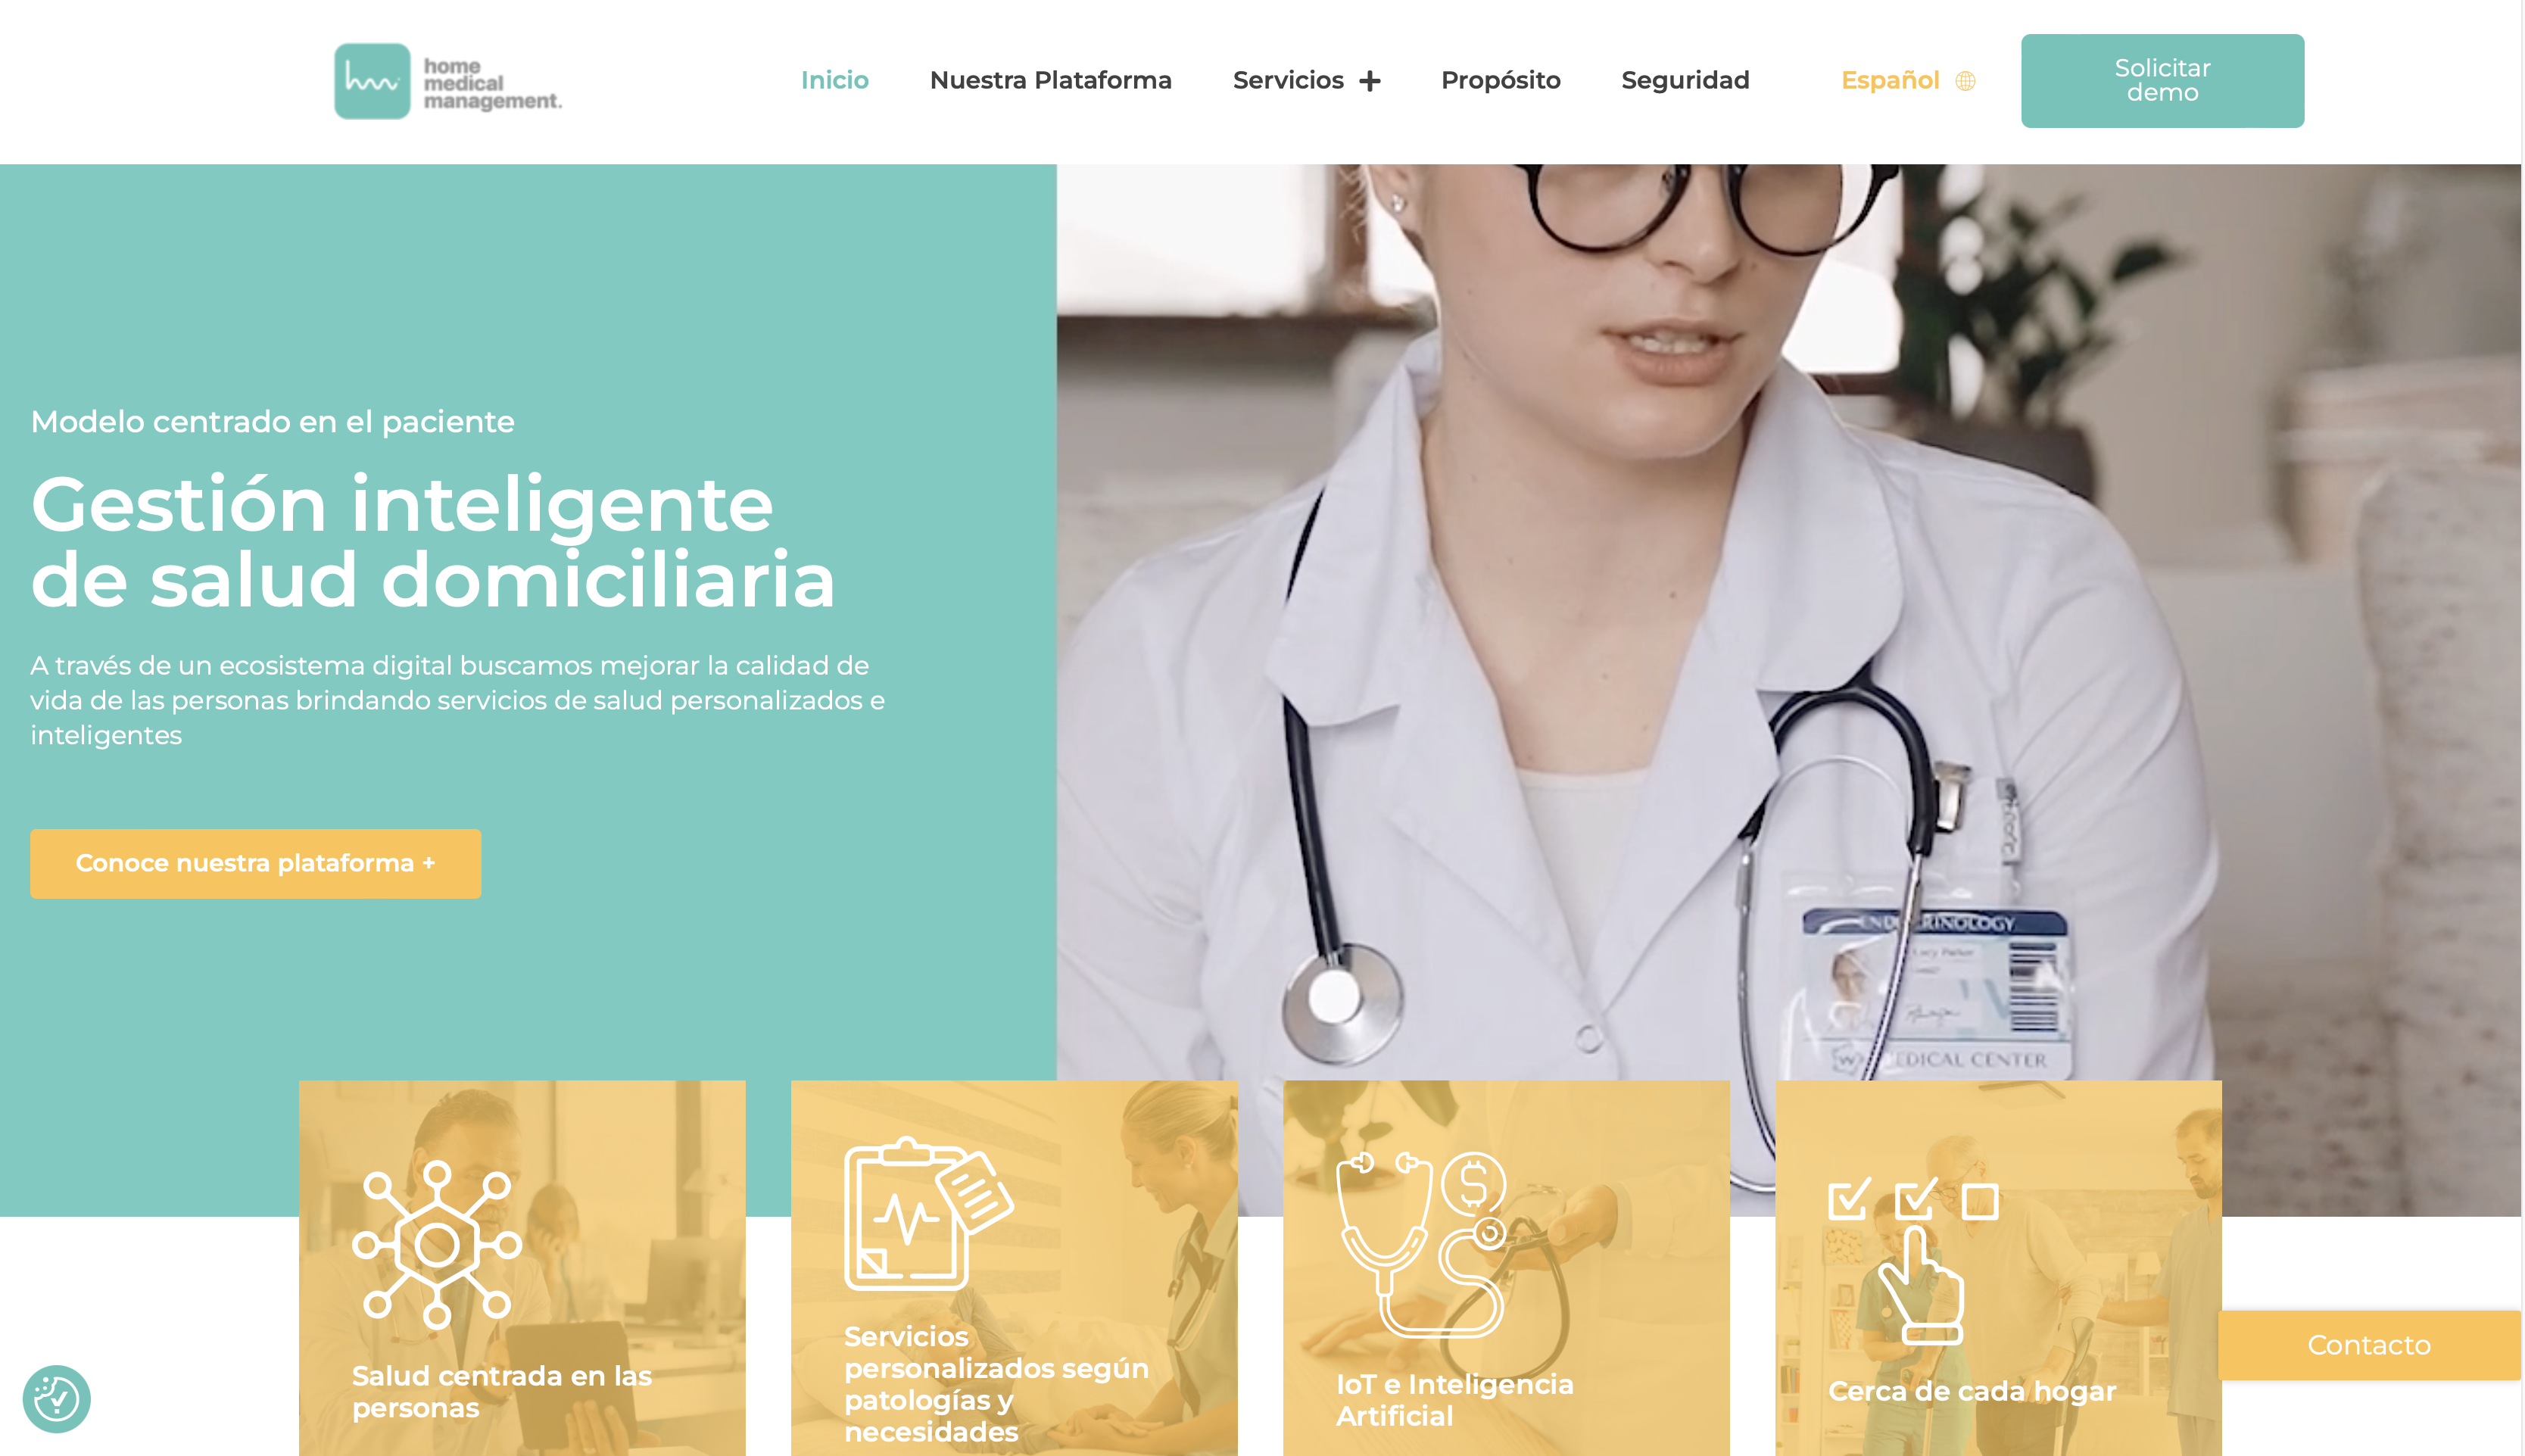 home
medical
management.
Inicio
Nuestra Plataforma
Servicios +
Propósito
Seguridad
Español
Solicitar
demo
Modelo centrado en el paciente
Gestión inteligente
de salud domiciliaria
A través de un ecosistema digital buscamos mejorar la calidad de
vida de las personas brindando servicios de salud personalizados e
inteligentes
Conoce nuestra plataforma +
ENDOCRINOLOGY
Lucy Parker
MEDICAL CENTER
Salud centrada en las
personas
Servicios
personalizados según
patologías y
necesidades
IoT e Inteligencia
Artificial
Cerca de cada hogar
Contacto